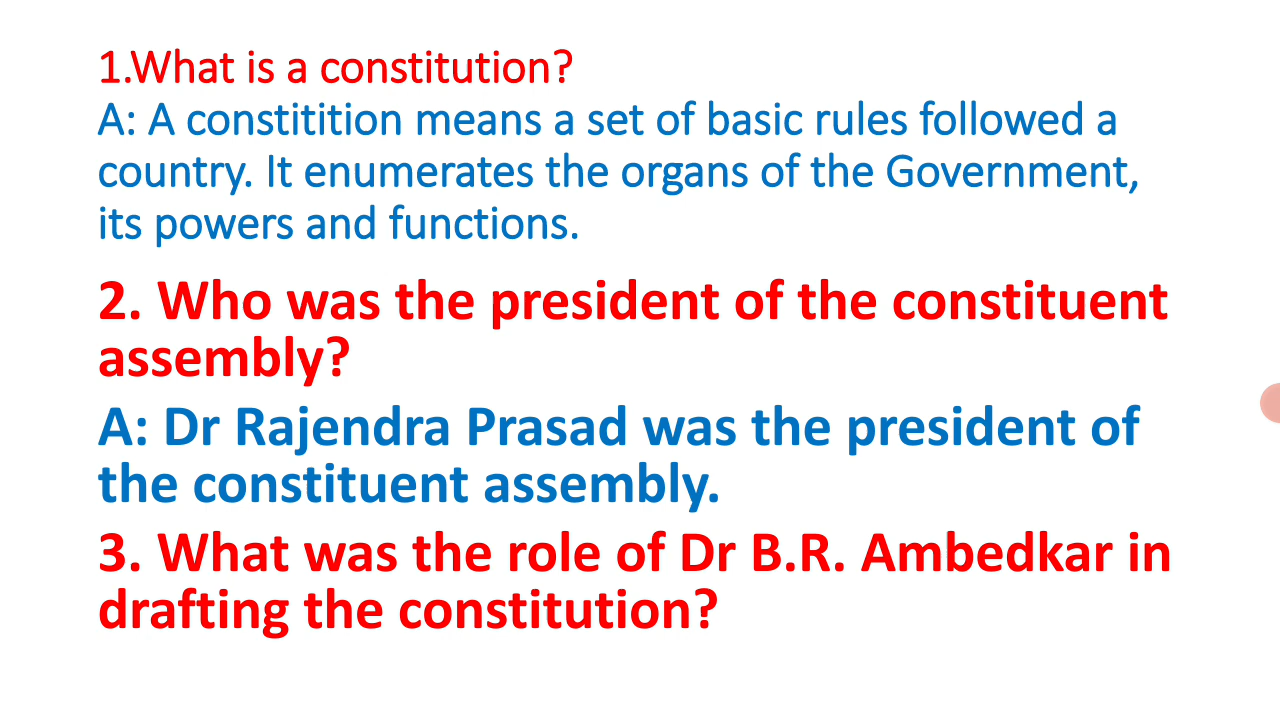 1.What is a constitution?
A: A constitition means a set of basic rules followed a
country. It enumerates the organs of the Government,
its powers and functions.
2. Who was the president of the constituent
assembly?
A: Dr Rajendra Prasad was the president of
the constituent assembly.
3. What was the role of Dr B.R. Ambedkar in
drafting the constitution?